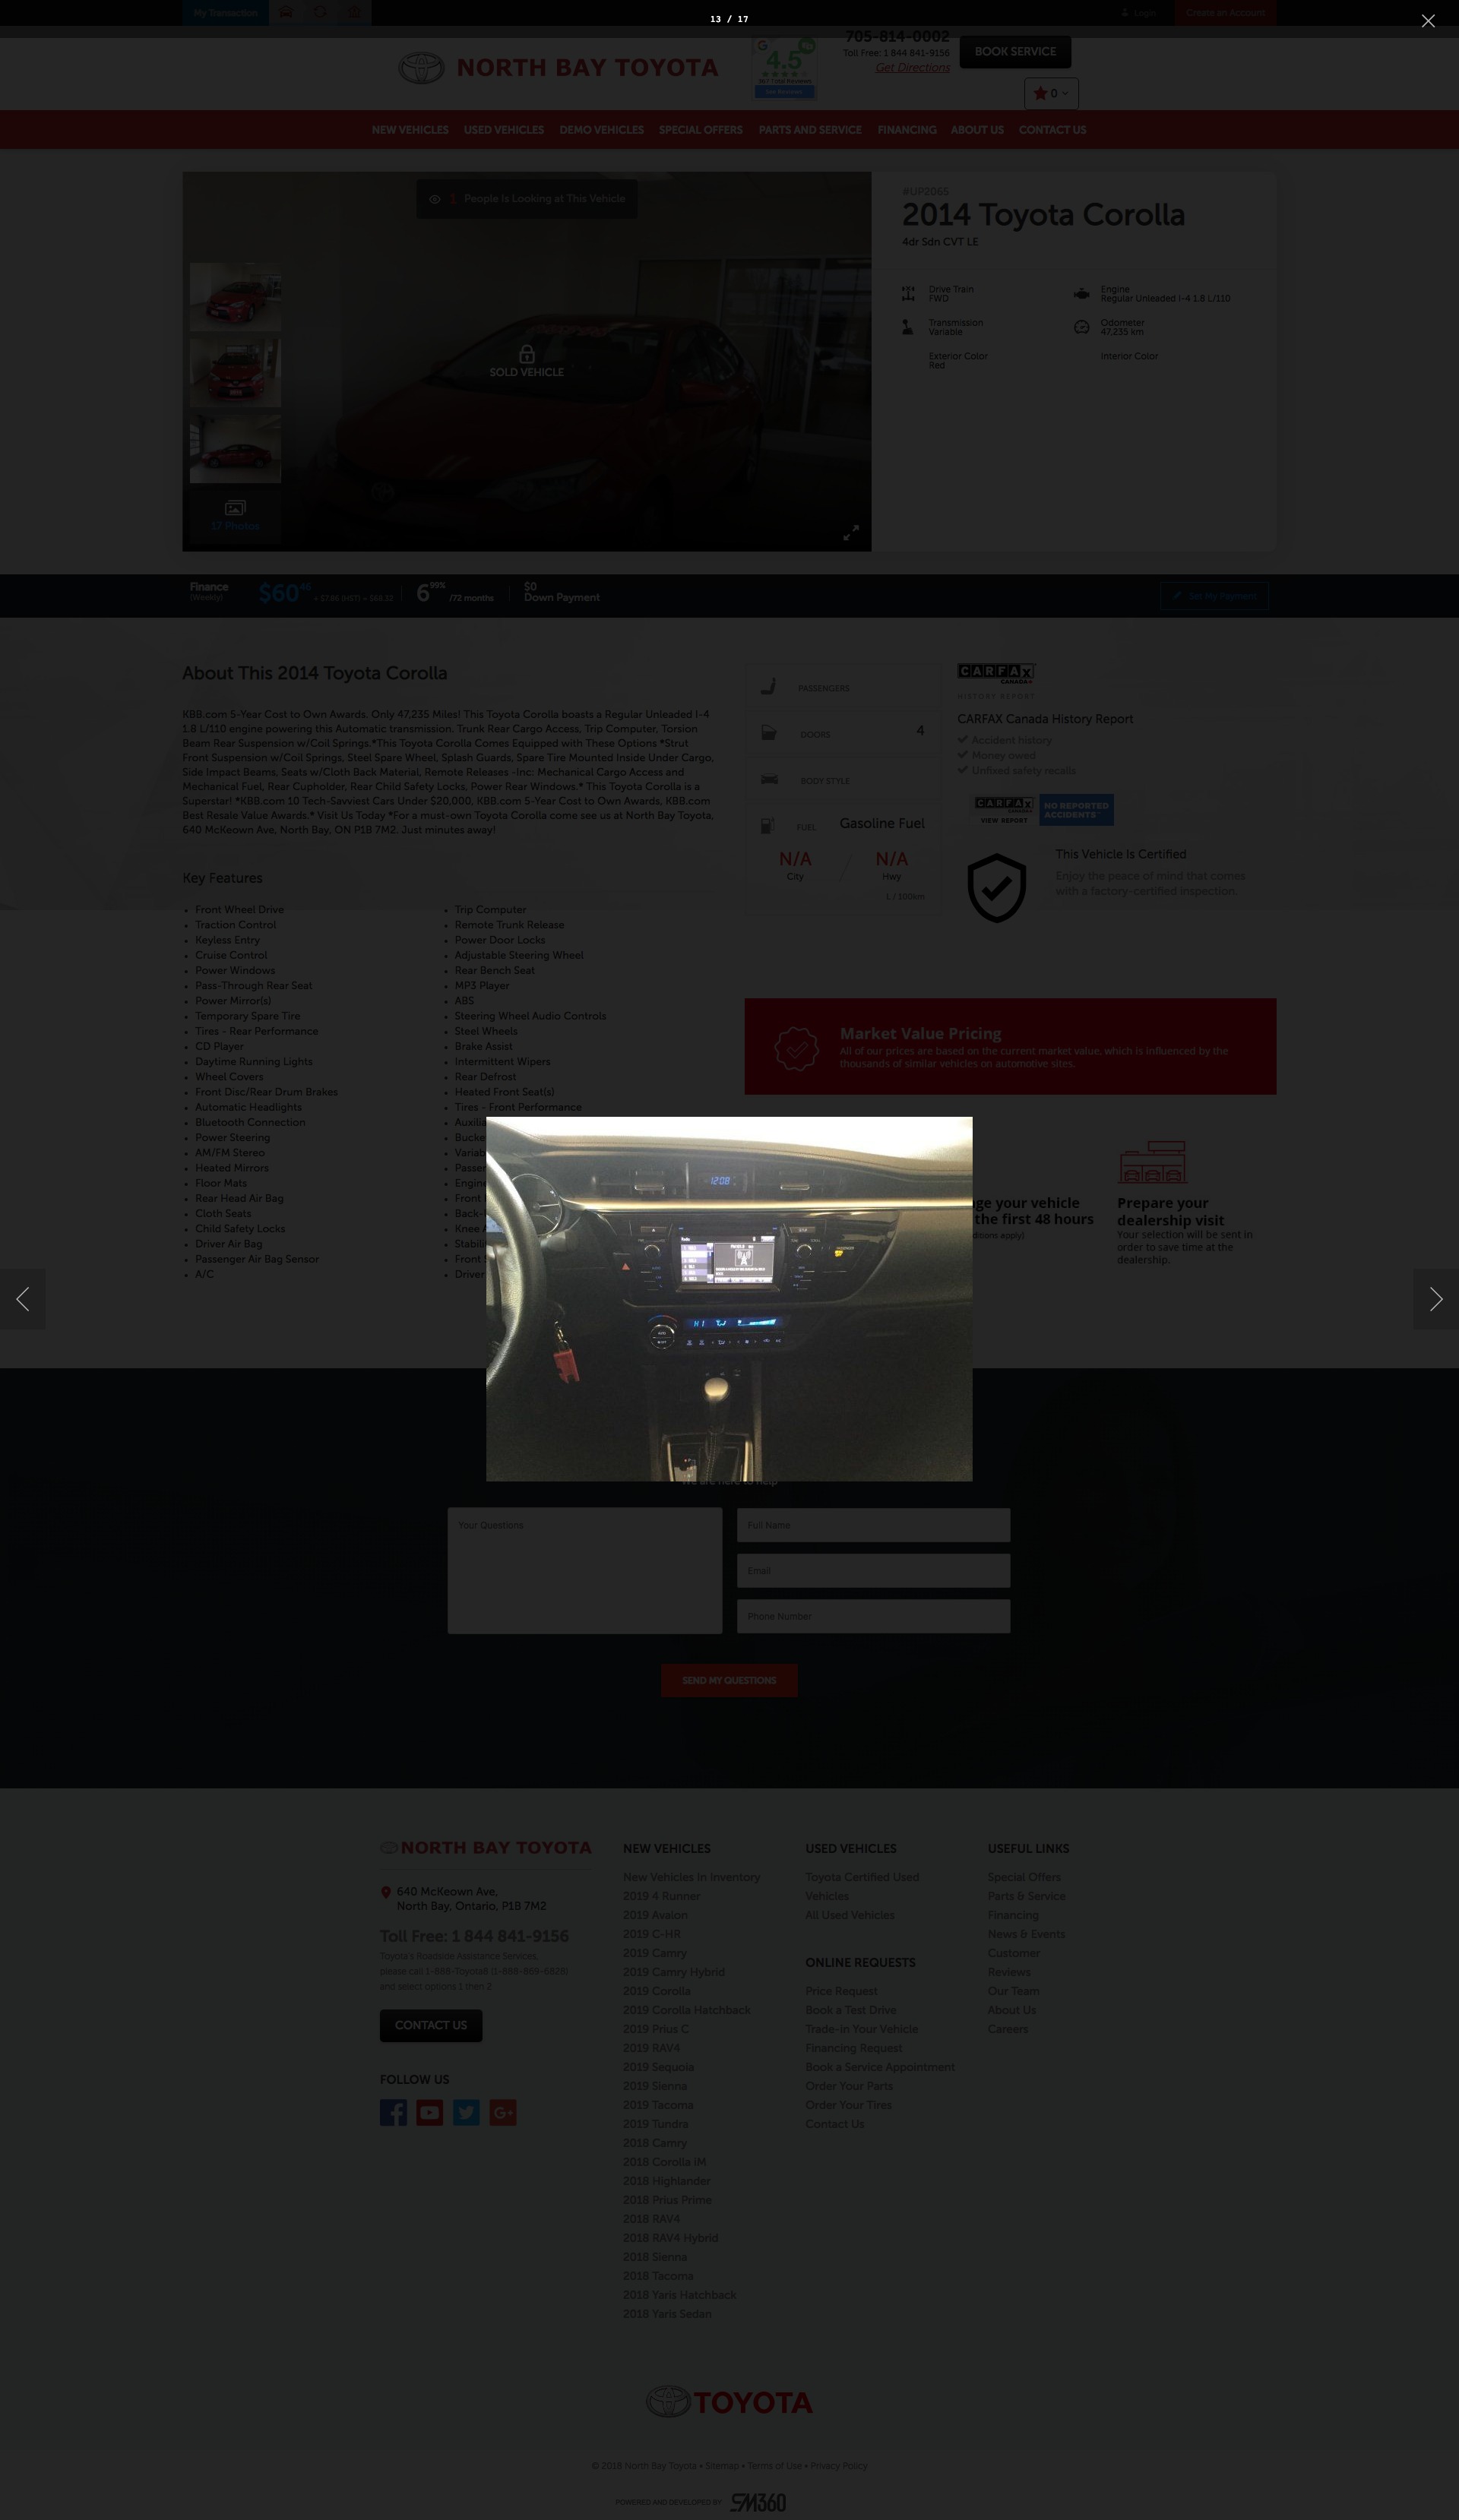 13 / 17
My Transaction
Login
Create an Account
NORTH BAY TOYOTA
4.5
705-814-0002
Toll Free: 1 844 841-9156
Get Directions
BOOK SERVICE
0
NEW VEHICLES USED VEHICLES DEMO VEHICLES SPECIAL OFFERS PARTS AND SERVICE FINANCING ABOUT US CONTACT US
1 People Is Looking at This Vehicle
SOLD VEHICLE
17 Photos
#UP2065
2014 Toyota Corolla
4dr Sdn CVT LE
Drive Train
FWD
Engine
Regular Unleaded I-4 1.8 L/110
Transmission
Variable
Odometer
47,235 km
Exterior Color
Red
Interior Color
Finance
(Weekly)
$60.46 + $7.86 (HST) = $68.32
6.99% /72 months
$0
Down Payment
Set My Payment
About This 2014 Toyota Corolla
KBB.com 5-Year Cost to Own Awards. Only 47,235 Miles! This Toyota Corolla boasts a Regular Unleaded I-4
1.8 L/110 engine powering this Automatic transmission. Trunk Rear Cargo Access, Trip Computer, Torsion
Beam Rear Suspension w/Coil Springs.*This Toyota Corolla Comes Equipped with These Options *Strut
Front Suspension w/Coil Springs, Steel Spare Wheel, Splash Guards, Spare Tire Mounted Inside Under Cargo,
Side Impact Beams, Seats w/Cloth Back Material, Remote Releases -Inc: Mechanical Cargo Access and
Mechanical Fuel, Rear Cupholder, Rear Child Safety Locks, Power Rear Windows.* This Toyota Corolla is a
Superstar! *KBB.com 10 Tech-Savviest Cars Under $20,000, KBB.com 5-Year Cost to Own Awards, KBB.com
Best Resale Value Awards.* Visit Us Today *For a must-own Toyota Corolla come see us at North Bay Toyota,
640 McKeown Ave, North Bay, ON P1B 7M2. Just minutes away!
Key Features
Front Wheel Drive
Traction Control
Keyless Entry
Cruise Control
Power Windows
Pass-Through Rear Seat
Power Mirror(s)
Temporary Spare Tire
Tires - Rear Performance
CD Player
Daytime Running Lights
Wheel Covers
Front Disc/Rear Drum Brakes
Automatic Headlights
Bluetooth Connection
Power Steering
AM/FM Stereo
Heated Mirrors
Floor Mats
Rear Head Air Bag
Cloth Seats
Child Safety Locks
Driver Air Bag
Passenger Air Bag Sensor
A/C
Trip Computer
Remote Trunk Release
Power Door Locks
Adjustable Steering Wheel
Rear Bench Seat
MP3 Player
ABS
Steering Wheel Audio Controls
Steel Wheels
Brake Assist
Intermittent Wipers
Rear Defrost
Heated Front Seat(s)
Tires - Front Performance
Engine
Front
Back-
Knee
Front
Driver
PASSENGERS
DOORS 4
BODY STYLE
FUEL Gasoline Fuel
N/A
City
/
N/A
Hwy
L / 100km
CARFAX
CANADA
HISTORY REPORT
CARFAX Canada History Report
Accident history
Money owed
Unfixed safety recalls
CARFAX
VIEW REPORT
NO REPORTED
ACCIDENTS
This Vehicle Is Certified
Enjoy the peace of mind that comes
with a factory-certified inspection.
Market Value Pricing
All of our prices are based on the current market value, which is influenced by the
thousands of similar vehicles on automotive sites.
your vehicle
the first 48 hours
Prepare your
dealership visit
Your selection will be sent in
order to save time at the
dealership.
12:08
HI
Your Questions
Full Name
Email
Phone Number
SEND MY QUESTIONS
NORTH BAY TOYOTA
640 McKeown Ave,
North Bay, Ontario, P1B 7M2
Toll Free: 1 844 841-9156
Toyota's Roadside Assistance Services,
please call 1-888-Toyota8 (1-888-869-6828)
and select options 1 then 2
CONTACT US
FOLLOW US
NEW VEHICLES
New Vehicles in Inventory
2019 4 Runner
2019 Avalon
2019 C-HR
2019 Camry
2019 Camry Hybrid
2019 Corolla
2019 Corolla Hatchback
2019 Prius C
2019 RAV4
2019 Sequoia
2019 Sienna
2019 Tacoma
2019 Tundra
2018 Camry
2018 Corolla iM
2018 Highlander
2018 Prius Prime
2018 RAV4
2018 RAV4 Hybrid
2018 Sienna
2018 Tacoma
2018 Yaris Hatchback
2018 Yaris Sedan
USED VEHICLES
Toyota Certified Used
Vehicles
All Used Vehicles
ONLINE REQUESTS
Price Request
Book a Test Drive
Trade-in Your Vehicle
Financing Request
Book a Service Appointment
Order Your Parts
Order Your Tires
Contact Us
USEFUL LINKS
Special Offers
Parts & Service
Financing
News & Events
Customer
Reviews
Our Team
About Us
Careers
TOYOTA
© 2018 North Bay Toyota • Sitemap • Terms of Use • Privacy Policy
POWERED AND DEVELOPED BY SM360